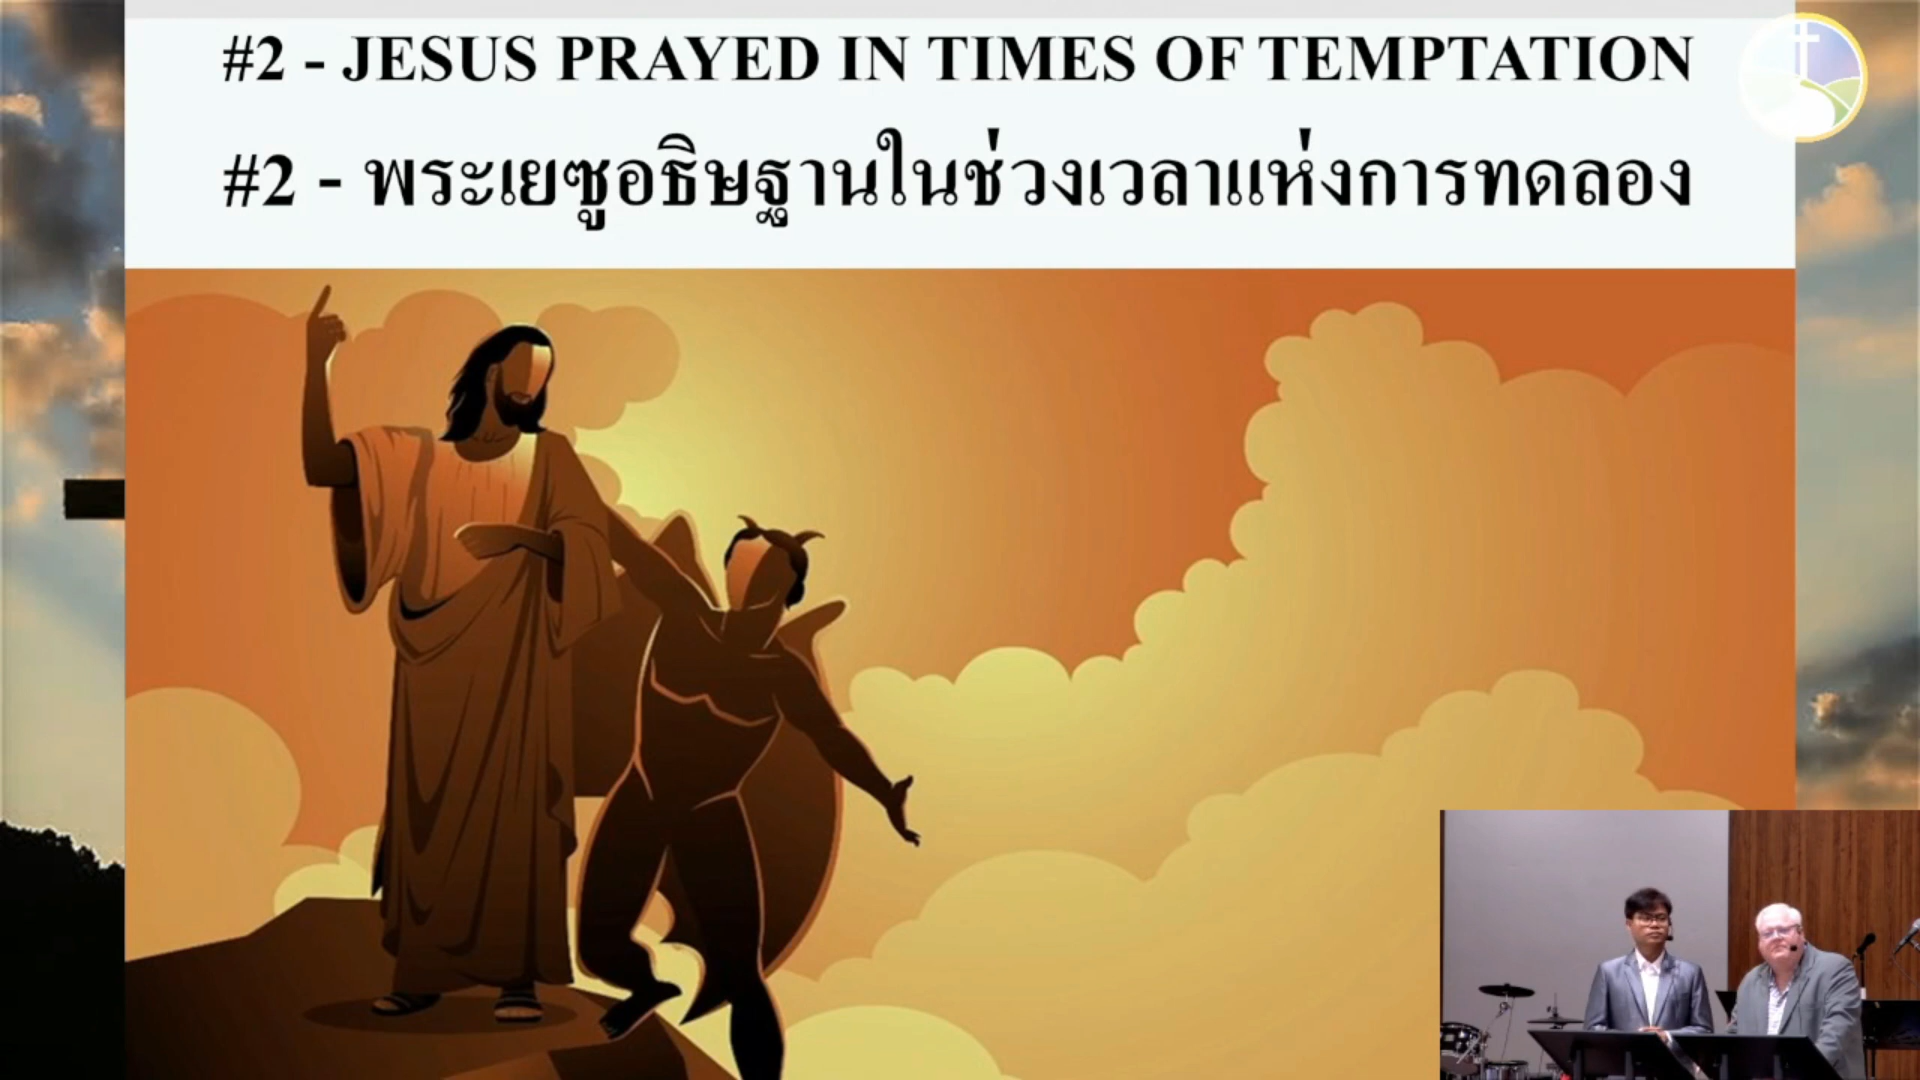 #2 - JESUS PRAYED IN TIMES OF TEMPTATION
#2 - พระเยซูอธิษฐานในช่วงเวลาแห่งการทดลอง